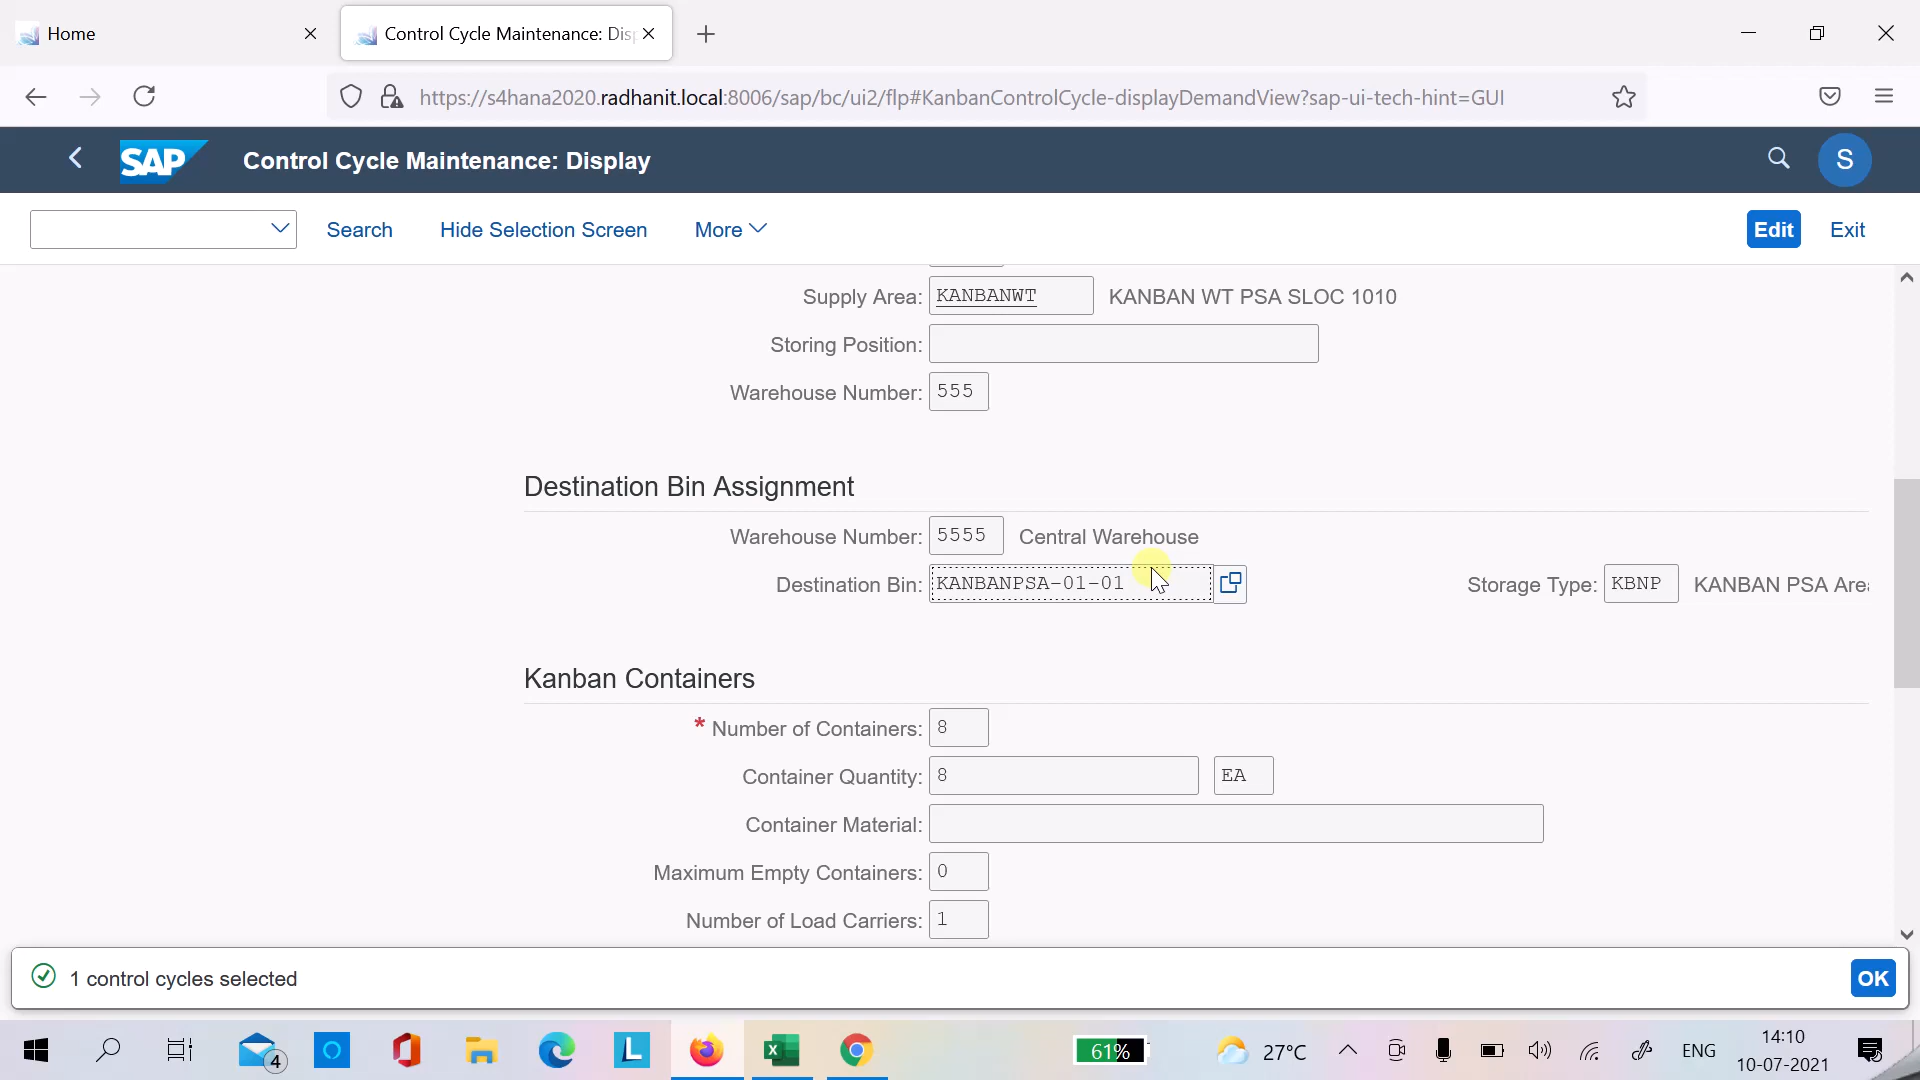 Home
Control Cycle Maintenance: Dis
https://s4hana2020.radhanit.local:8006/sap/bc/ui2/flp#KanbanControlCycle-displayDemandView?sap-ui-tech-hint=GUI
SAP
Control Cycle Maintenance: Display
S
Search
Hide Selection Screen
More
Edit
Exit
Supply Area: KANBANWT KANBAN WT PSA SLOC 1010
Storing Position:
Warehouse Number: 555
Destination Bin Assignment
Warehouse Number: 5555 Central Warehouse
Destination Bin: KANBANPSA-01-01 Storage Type: KBNP KANBAN PSA Area
Kanban Containers
* Number of Containers: 8
Container Quantity: 8 EA
Container Material:
Maximum Empty Containers: 0
Number of Load Carriers: 1
1 control cycles selected
OK
4
L
61%
27°C
ENG
14:10
10-07-2021